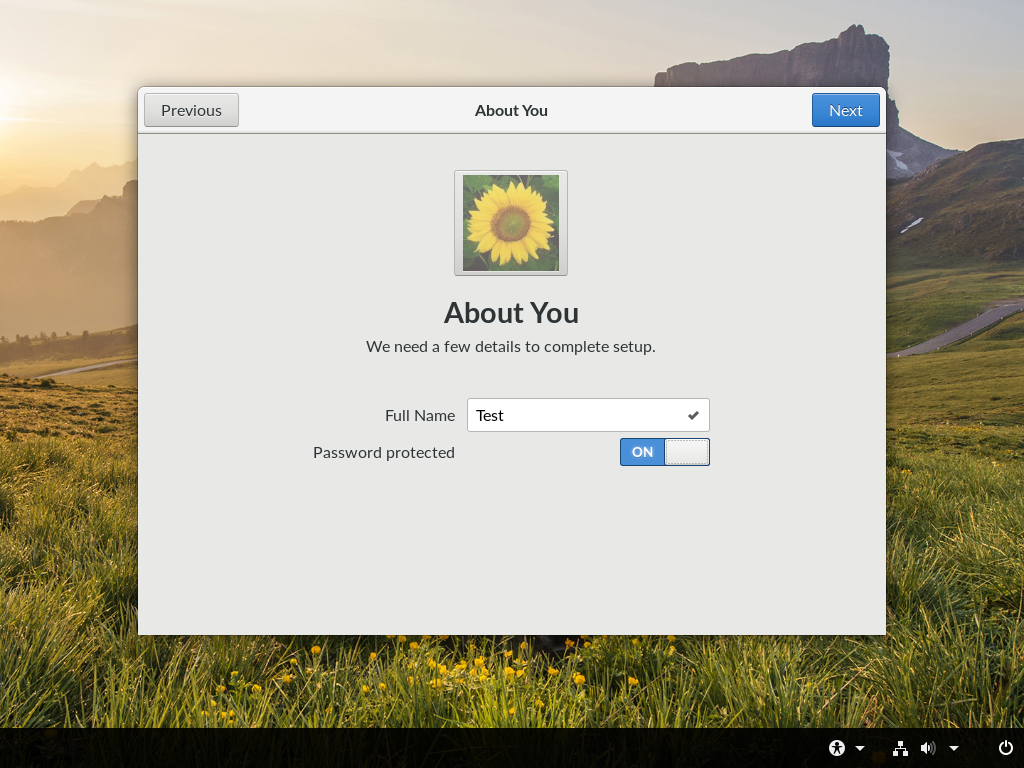 Previous
About You
Next
About You
We need a few details to complete setup.
Full Name Test
Password protected ON